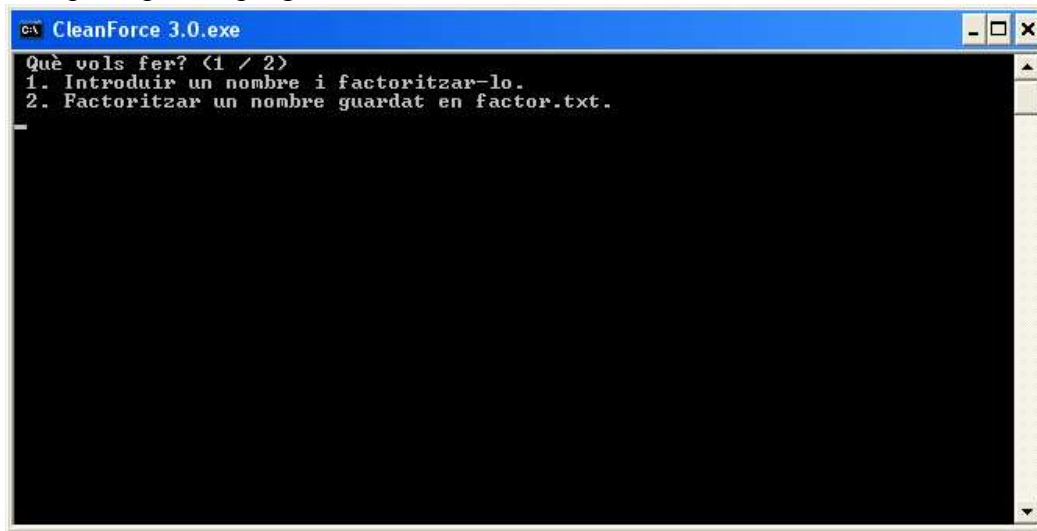 CleanForce 3.0.exe
Què vols fer? (1 / 2)
1. Introduir un nombre i factoritzar-lo.
2. Factoritzar un nombre guardat en factor.txt.